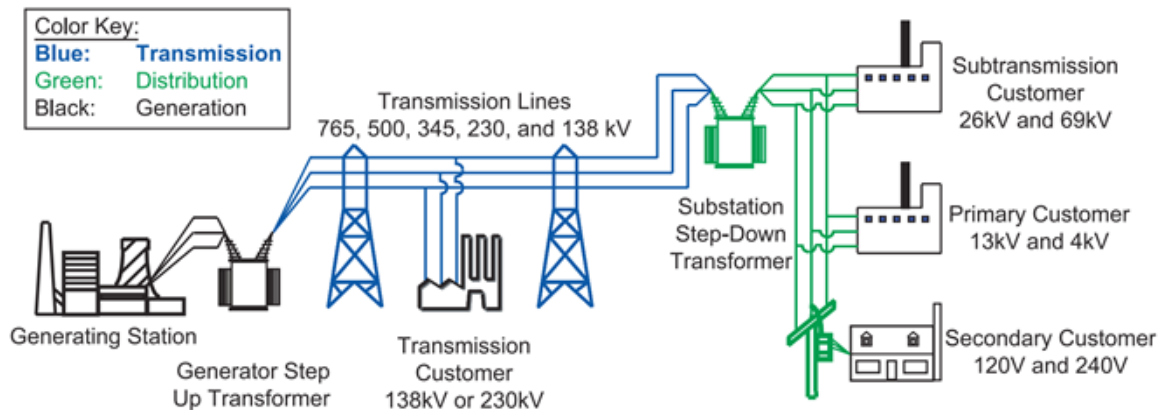 Color Key:
Blue: Transmission
Green: Distribution
Black: Generation
Transmission Lines
765, 500, 345, 230, and 138 kV
Subtransmission
Customer
26kV and 69kV
Substation
Step-Down
Transformer
Primary Customer
13kV and 4kV
Generating Station
Generator Step
Up Transformer
Transmission
Customer
138kV or 230kV
Secondary Customer
120V and 240V